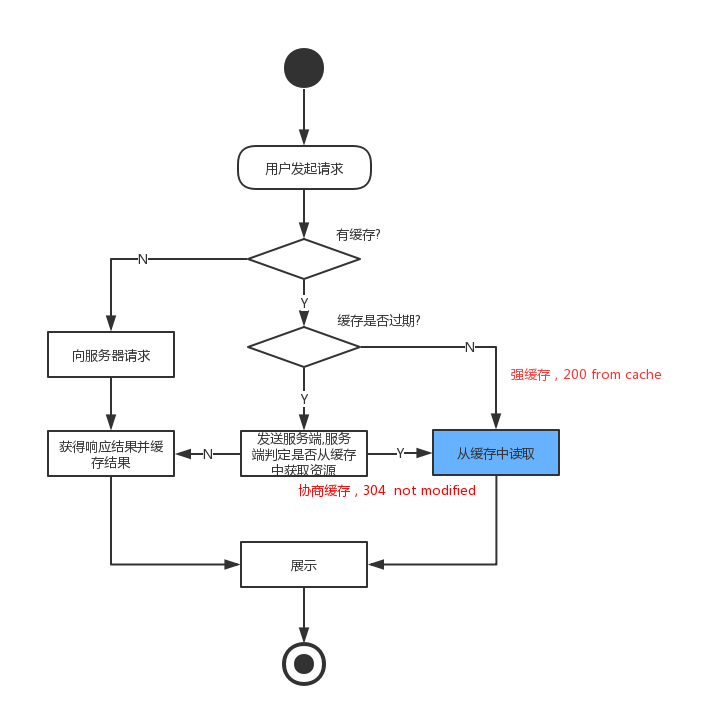 用户发起请求
有缓存?
N
Y
缓存是否过期?
向服务器请求
N
强缓存 , 200 from cache
Y
获得响应结果并缓
存结果
N
发送服务端,服务
端判定是否从缓存
中获取资源
Y
从缓存中读取
协商缓存 , 304  not modified
展示